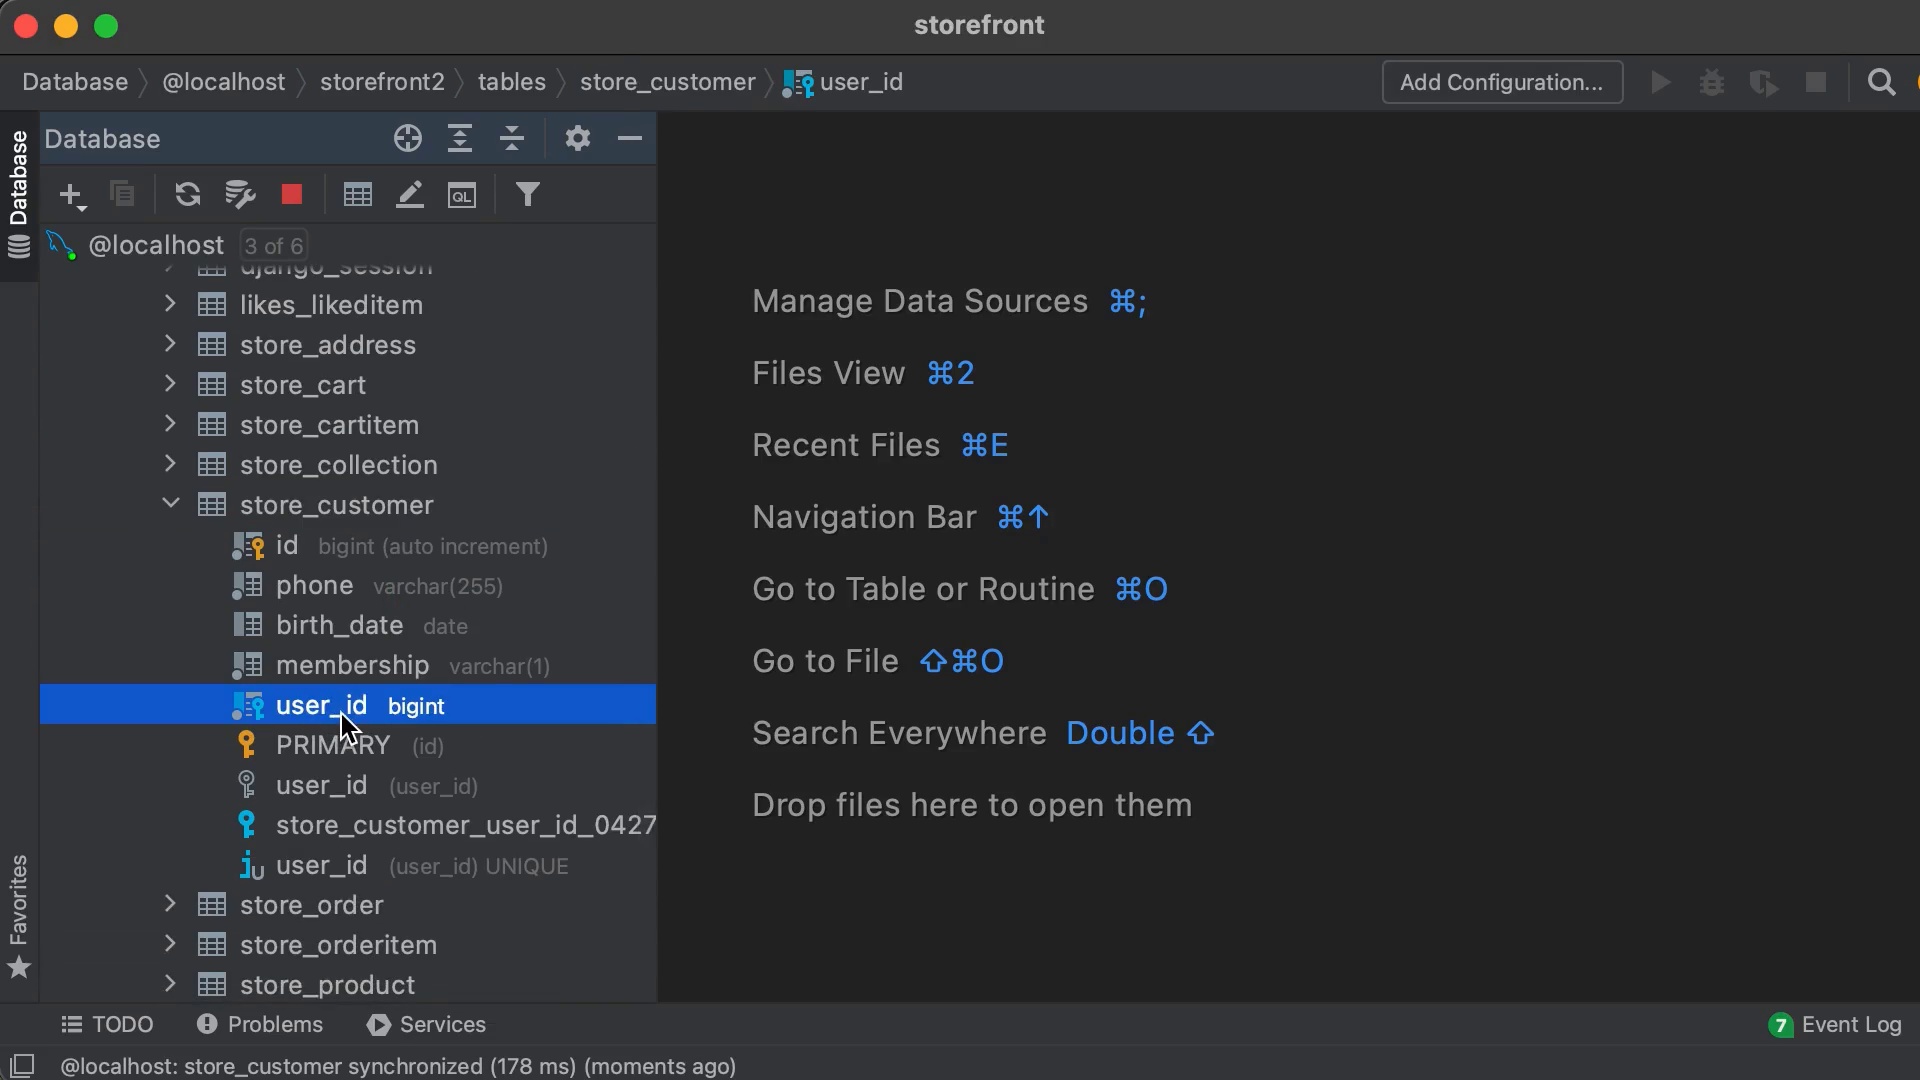 storefront
Database @localhost storefront2 tables store_customer user_id
Add Configuration...
Database
Database
QL
@localhost 3 of 6
django_session
likes_likeditem
store_address
store_cart
store_cartitem
store_collection
store_customer
id bigint (auto increment)
phone varchar(255)
birth_date date
membership varchar(1)
user_id bigint
PRIMARY (id)
user_id (user_id)
store_customer_user_id_0427
user_id (user_id) UNIQUE
store_order
store_orderitem
store_product
Favorites
Manage Data Sources ⌘;
Files View ⌘2
Recent Files ⌘E
Navigation Bar ⌘↑
Go to Table or Routine ⌘O
Go to File ⇧⌘O
Search Everywhere Double ⇧
Drop files here to open them
TODO Problems Services
7 Event Log
@localhost: store_customer synchronized (178 ms) (moments ago)